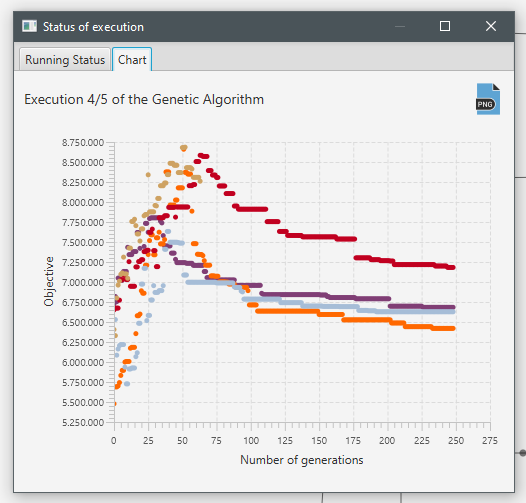 Status of execution
Running Status Chart
Execution 4/5 of the Genetic Algorithm
PNG
8.750.000
8.500.000
8.250.000
8.000.000
7.750.000
7.500.000
7.250.000
7.000.000
6.750.000
6.500.000
6.250.000
6.000.000
5.750.000
5.500.000
5.250.000
Objective
0 25 50 75 100 125 150 175 200 225 250 275
Number of generations